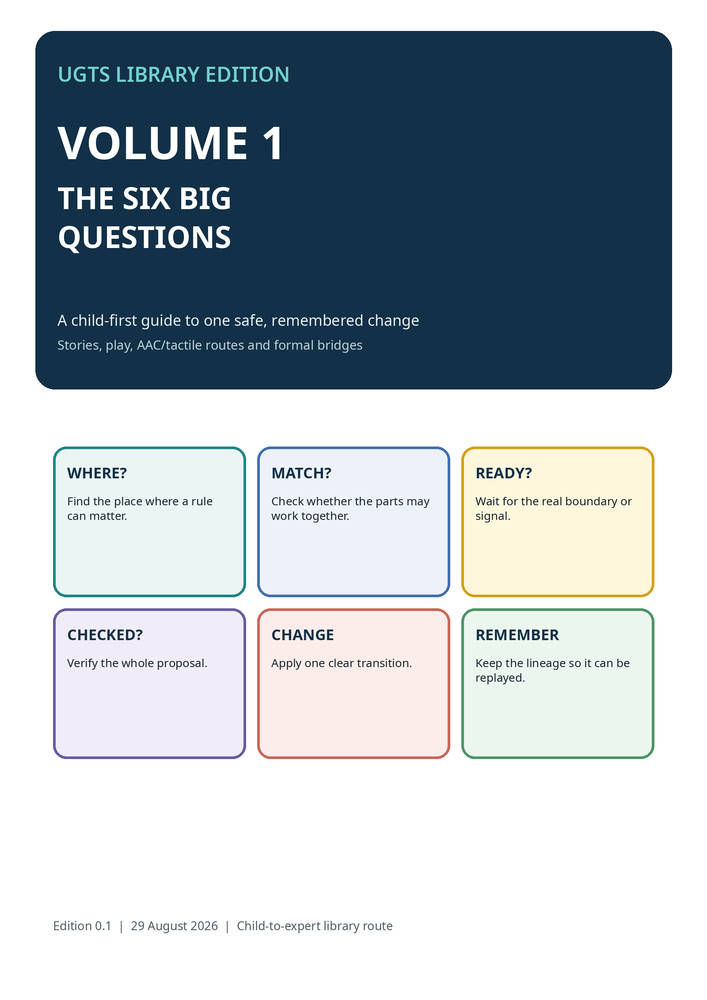 UGTS LIBRARY EDITION
VOLUME 1
THE SIX BIG
QUESTIONS
A child-first guide to one safe, remembered change
Stories, play, AAC/tactile routes and formal bridges
WHERE?
Find the place where a rule
can matter.
MATCH?
Check whether the parts may
work together.
READY?
Wait for the real boundary or
signal.
CHECKED?
Verify the whole proposal.
CHANGE
Apply one clear transition.
REMEMBER
Keep the lineage so it can be
replayed.
Edition 0.1 | 29 August 2026 | Child-to-expert library route